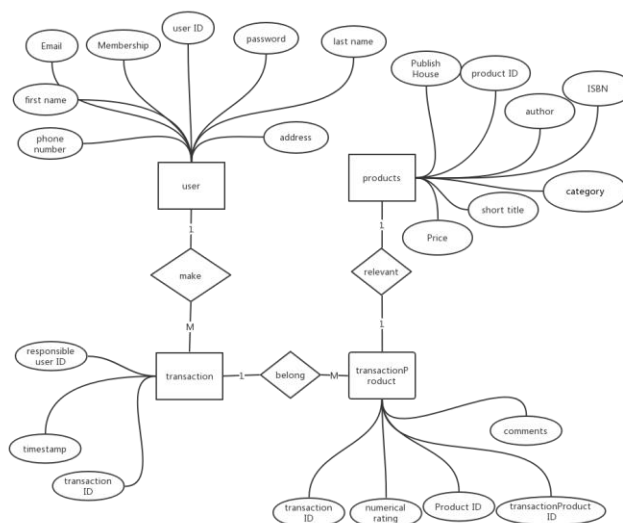 user ID
Email
Membership
password
last name
first name
phone
number
address
user
Publish
House
product ID
ISBN
author
products
category
short title
Price
1
1
make
relevant
M
1
responsible
user ID
transaction
1
belong
M
transactionP
roduct
timestamp
transaction
ID
comments
transaction
ID
numerical
rating
Product ID
transactionProduct
ID